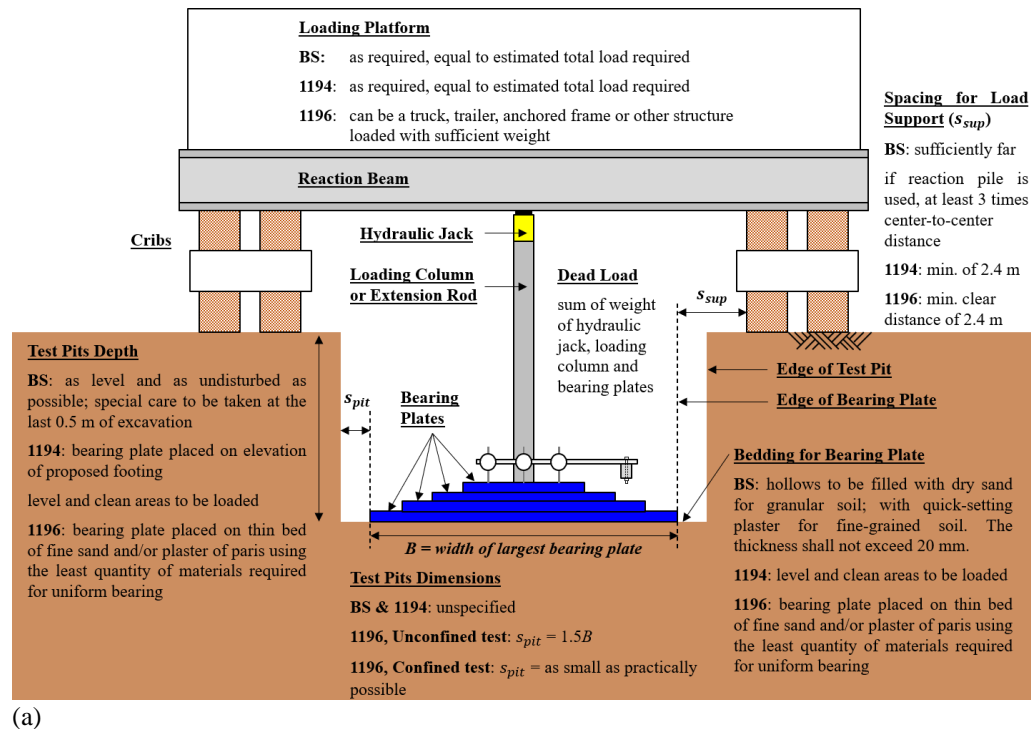 Loading Platform
BS: as required, equal to estimated total load required
1194: as required, equal to estimated total load required
1196: can be a truck, trailer, anchored frame or other structure
loaded with sufficient weight
Reaction Beam
Cribs
Hydraulic Jack
Loading Column
or Extension Rod
Dead Load
sum of weight
of hydraulic
jack, loading
column and
bearing plates
Spacing for Load
Support (s_sup)
BS: sufficiently far
if reaction pile is
used, at least 3 times
center-to-center
distance
1194: min. of 2.4 m
1196: min. clear
distance of 2.4 m
s_sup
Test Pits Depth
BS: as level and as undisturbed as
possible; special care to be taken at the
last 0.5 m of excavation
1194: bearing plate placed on elevation
of proposed footing
level and clean areas to be loaded
1196: bearing plate placed on thin bed
of fine sand and/or plaster of paris using
the least quantity of materials required
for uniform bearing
s_pit
Bearing
Plates
Edge of Test Pit
Edge of Bearing Plate
B = width of largest bearing plate
Test Pits Dimensions
BS & 1194: unspecified
1196, Unconfined test: s_pit = 1.5B
1196, Confined test: s_pit = as small as practically
possible
Bedding for Bearing Plate
BS: hollows to be filled with dry sand
for granular soil; with quick-setting
plaster for fine-grained soil. The
thickness shall not exceed 20 mm.
1194: level and clean areas to be loaded
1196: bearing plate placed on thin bed
of fine sand and/or plaster of paris using
the least quantity of materials required
for uniform bearing
(a)